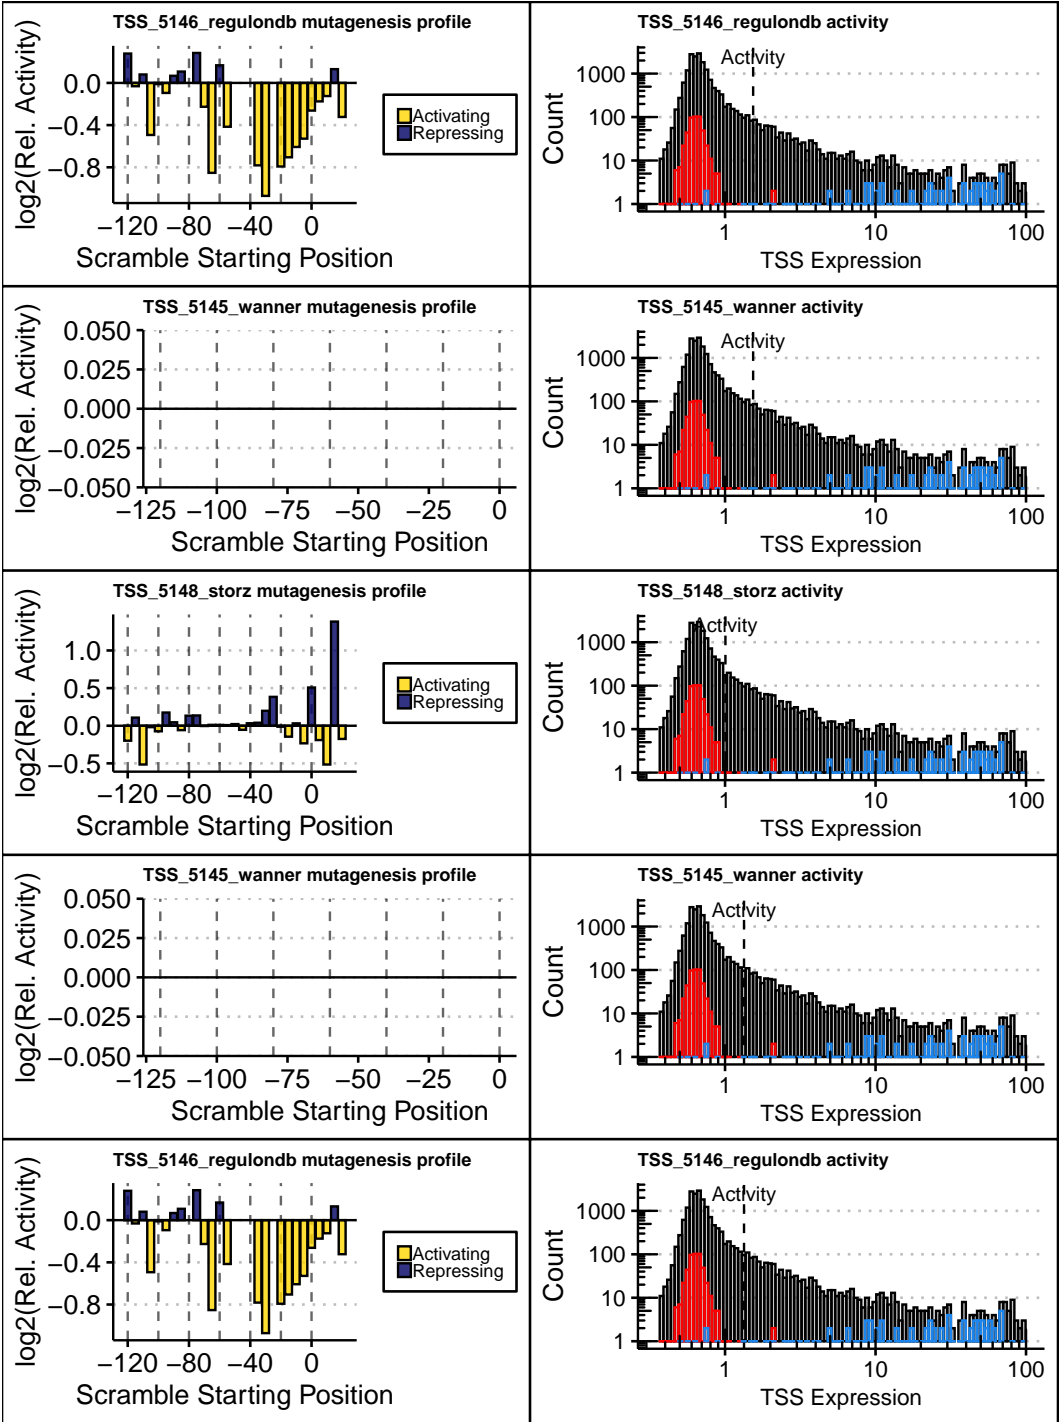 TSS_5146_regulondb mutagenesis profile
log2(Rel. Activity)
0.0
−0.4
−0.8
−120 −80 −40 0
Scramble Starting Position
Activating
Repressing
TSS_5146_regulondb activity
Activity
Count
1000
100
10
1
1 10 100
TSS Expression
TSS_5145_wanner mutagenesis profile
log2(Rel. Activity)
0.050
0.025
0.000
−0.025
−0.050
−125 −100 −75 −50 −25 0
Scramble Starting Position
TSS_5145_wanner activity
Activity
Count
1000
100
10
1
1 10 100
TSS Expression
TSS_5148_storz mutagenesis profile
log2(Rel. Activity)
1.0
0.5
0.0
−0.5
−120 −80 −40 0
Scramble Starting Position
Activating
Repressing
TSS_5148_storz activity
Activity
Count
1000
100
10
1
1 10 100
TSS Expression
TSS_5145_wanner mutagenesis profile
log2(Rel. Activity)
0.050
0.025
0.000
−0.025
−0.050
−125 −100 −75 −50 −25 0
Scramble Starting Position
TSS_5145_wanner activity
Activity
Count
1000
100
10
1
1 10 100
TSS Expression
TSS_5146_regulondb mutagenesis profile
log2(Rel. Activity)
0.0
−0.4
−0.8
−120 −80 −40 0
Scramble Starting Position
Activating
Repressing
TSS_5146_regulondb activity
Activity
Count
1000
100
10
1
1 10 100
TSS Expression